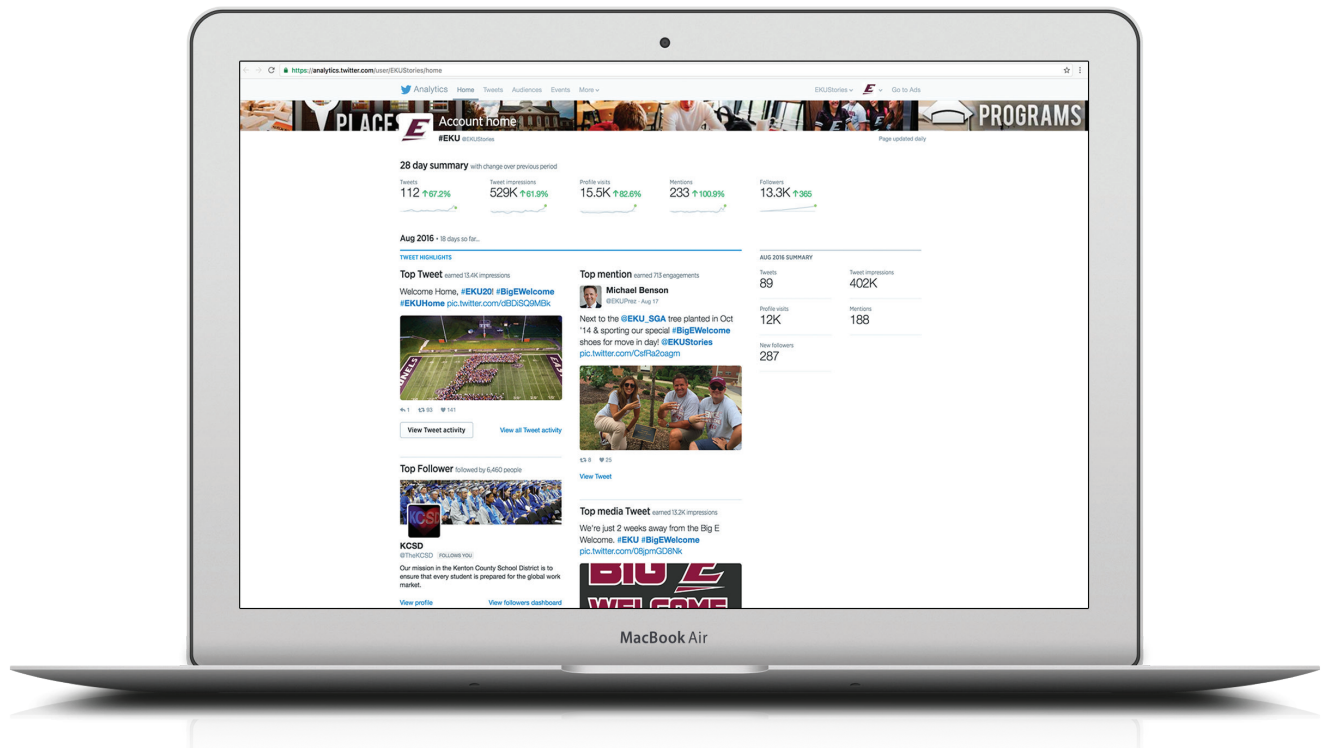 https://analytics.twitter.com/user/EKUStories/home
Analytics Home Tweets Audiences Events More EKUStories Go to Ads
PLACES PROGRAMS
E Account home
#EKU @EKUStories Page updated daily
28 day summary with change over previous period
Tweets Tweet impressions Profile visits Mentions Followers
112 ↑67.2% 529K ↑61.9% 15.5K ↑82.6% 233 ↑100.9% 13.3K ↑365
Aug 2016 • 18 days so far...
TWEET HIGHLIGHTS
Top Tweet earned 13.4K impressions
Welcome Home, #EKU20! #BigEWelcome
#EKUHome pic.twitter.com/dBDiSQ9MBk
NELS EAS
1 93 141
View Tweet activity View all Tweet activity
Top Follower followed by 6,460 people
KCSD
KCSD
@TheKCSD FOLLOWS YOU
Our mission in the Kenton County School District is to
ensure that every student is prepared for the global work
market.
View profile View followers dashboard
Top mention earned 713 engagements
Michael Benson
@EKUPrez · Aug 17
Next to the @EKU_SGA tree planted in Oct
'14 & sporting our special #BigEWelcome
shoes for move in day! @EKUStories
pic.twitter.com/CsfRa2oagm
8 25
View Tweet
Top media Tweet earned 13.2K impressions
We're just 2 weeks away from the Big E
Welcome. #EKU #BigEWelcome
pic.twitter.com/08jpmGD8Nk
BIG E
WELCOME
AUG 2016 SUMMARY
Tweets Tweet impressions
89 402K
Profile visits Mentions
12K 188
New followers
287
MacBook Air